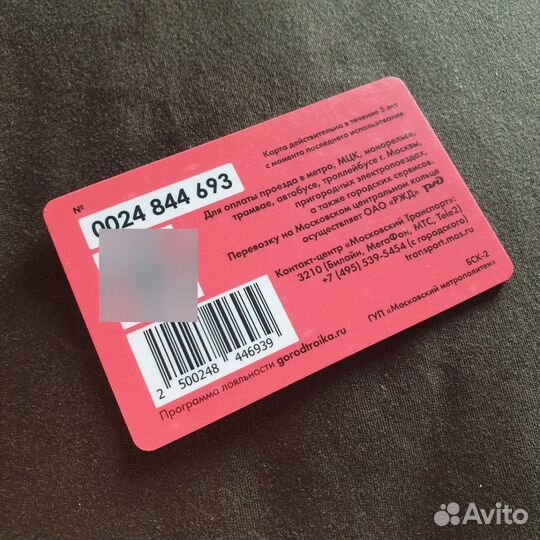 №
0024 844 693
Карта действительна в течение 5 лет
с момента последнего использования
Для оплаты проезда в метро, МЦК, монорельсе,
трамвае, автобусе, троллейбусе г. Москвы,
пригородных электропоездах,
а также городских сервисов.
Перевозку на Московском центральном кольце
осуществляет ОАО «РЖД» РЖД
Контакт-центр «Московский Транспорт»:
3210 (Билайн, МегаФон, МТС, Tele2)
+7 (495) 539-5454 (с городского)
transport.mos.ru
БСК-2
ГУП «Московский метрополитен»
2 500248 446939
Программа лояльности gorodtroika.ru
Avito